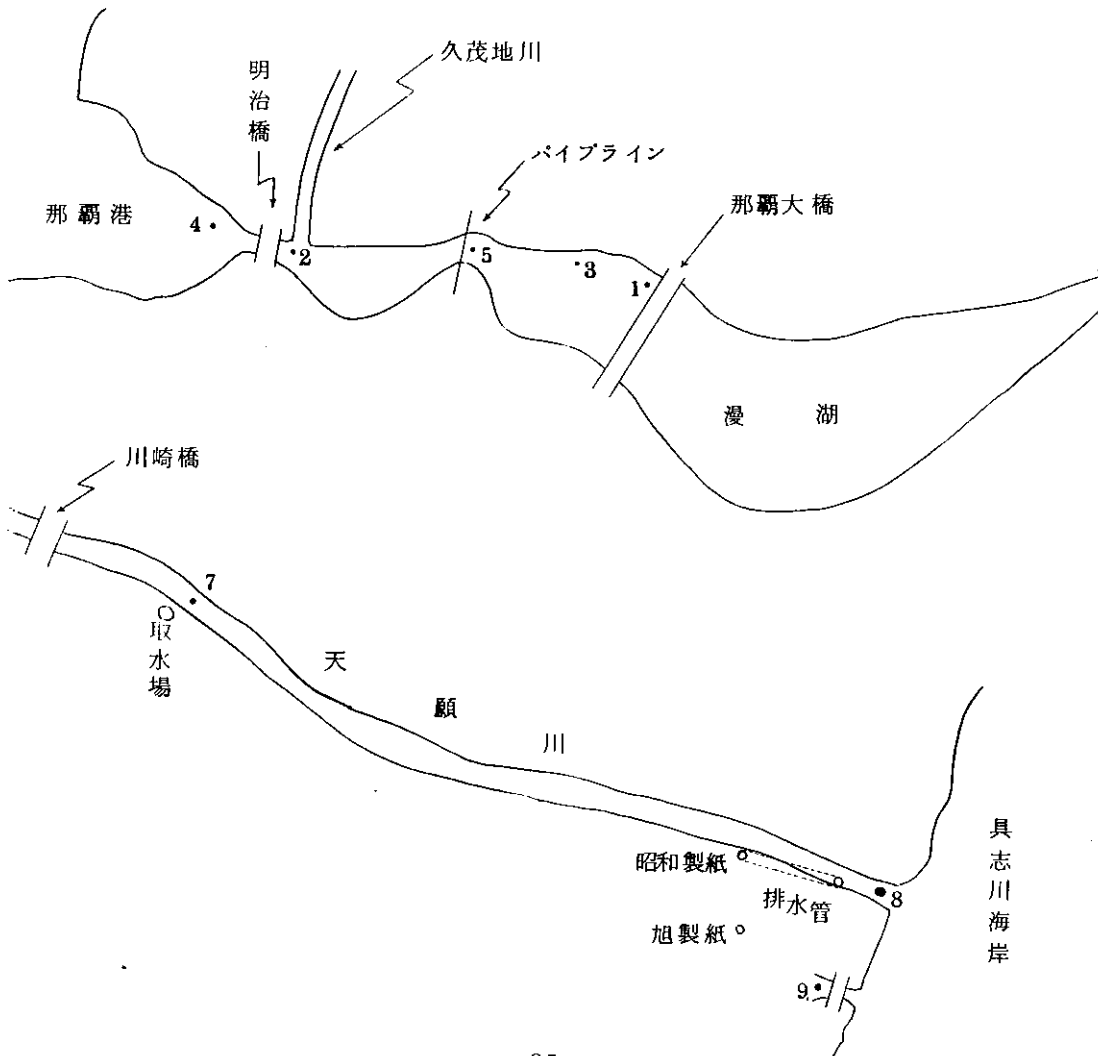 久茂地川
明治橋
パイプライン
那覇港
那覇大橋
4
2
5
3
1
漫湖
川崎橋
7
取水場
天願川
昭和製紙
排水管
8
旭製紙
9
具志川海岸